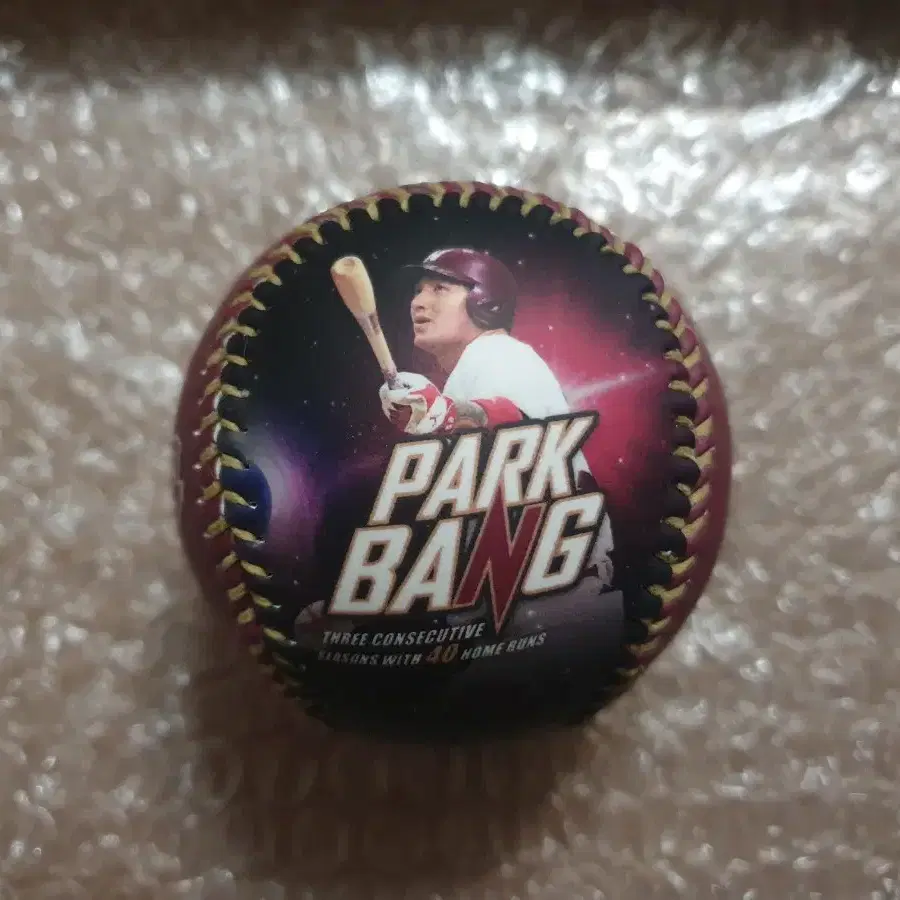 PARK
BANG
THREE CONSECUTIVE
SEASONS WITH 40 HOME RUNS